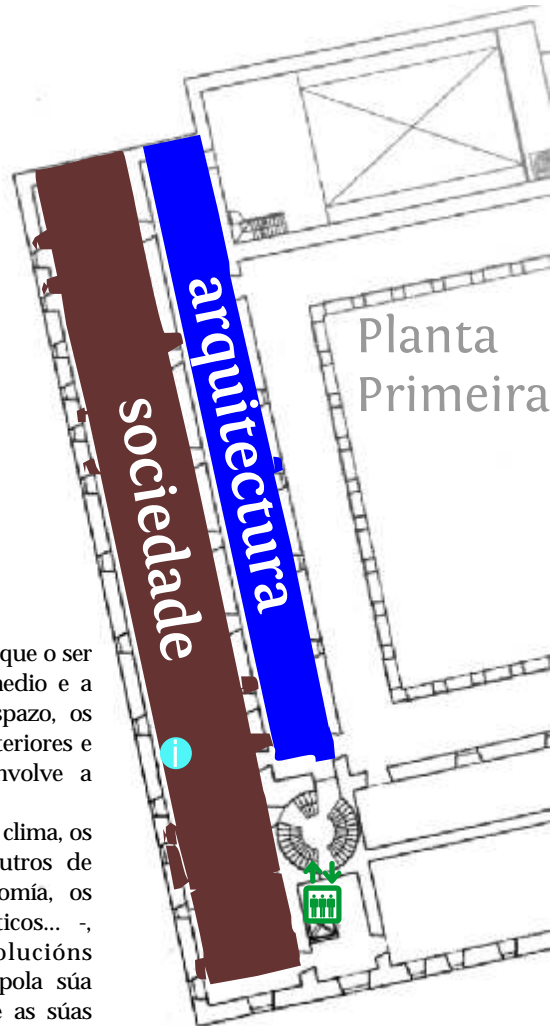 Planta
Primeira
arquitectura
sociedade
i
que o ser
medio e a
spazo, os
teriores e
nvolve a
clima, os
utros de
omía, os
ticos... -,
olucións
pola súa
e as súas